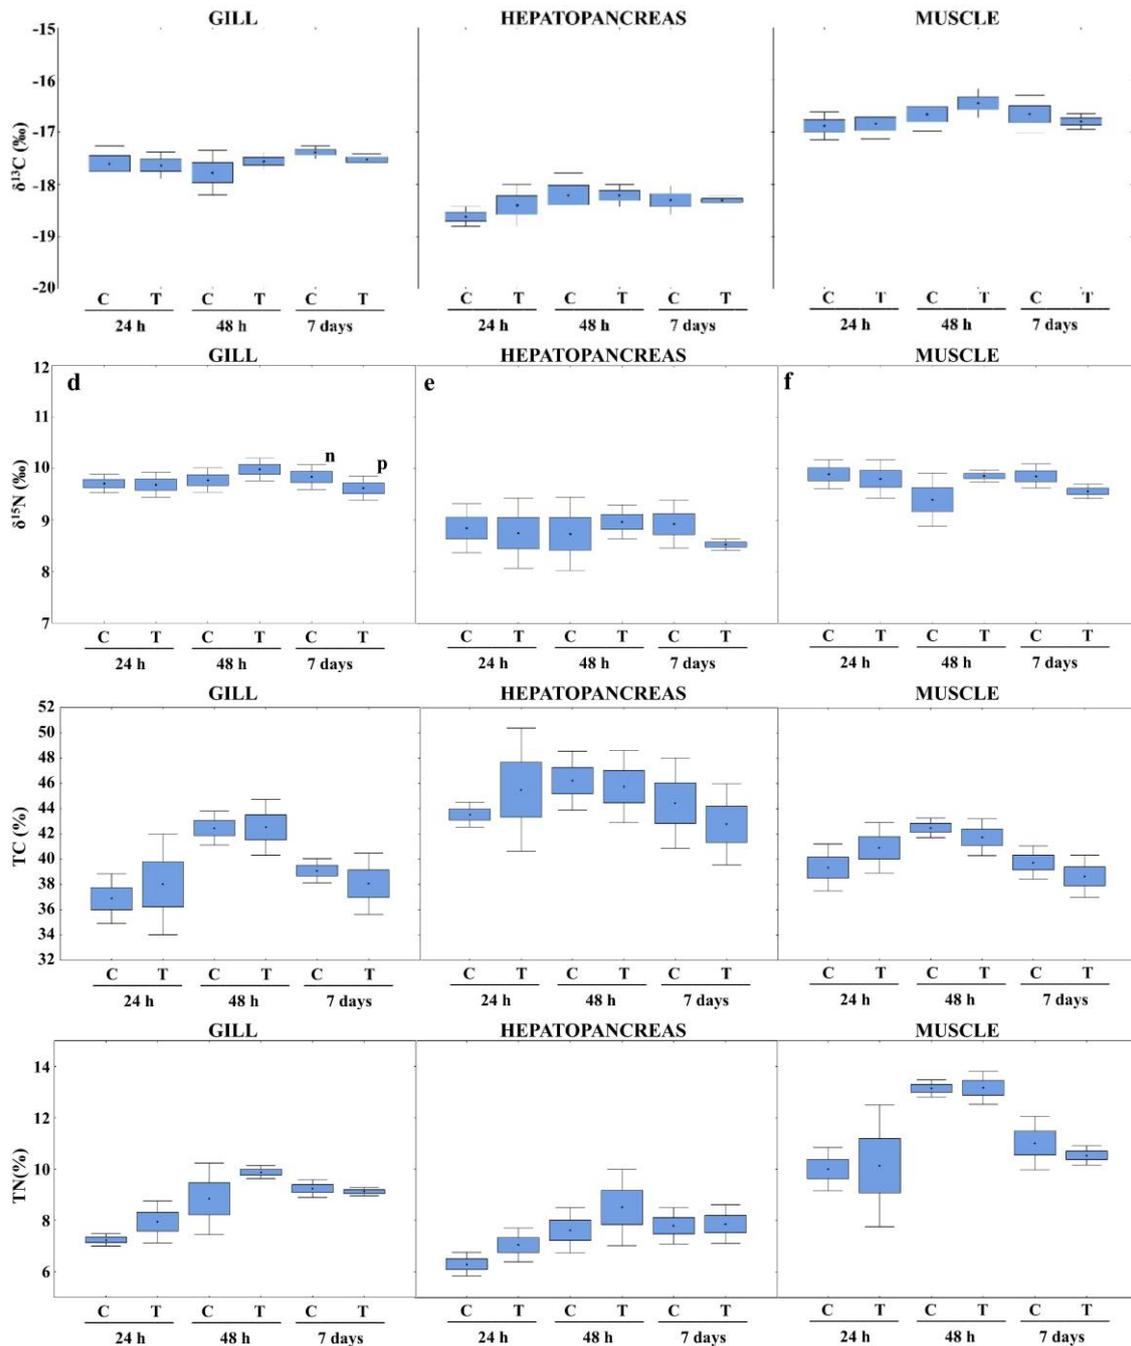 GILL HEPATOPANCREAS MUSCLE
-15
-16
-17
-18
-19
-20
δ13C (‰)
C T C T C T C T C T C T C T C T C T
24 h 48 h 7 days 24 h 48 h 7 days 24 h 48 h 7 days
GILL HEPATOPANCREAS MUSCLE
d e f
12
11
10
9
8
7
δ15N (‰)
n p
C T C T C T C T C T C T C T C T C T
24 h 48 h 7 days 24 h 48 h 7 days 24 h 48 h 7 days
GILL HEPATOPANCREAS MUSCLE
52
50
48
46
44
42
40
38
36
34
32
TC (%)
C T C T C T C T C T C T C T C T C T
24 h 48 h 7 days 24 h 48 h 7 days 24 h 48 h 7 days
GILL HEPATOPANCREAS MUSCLE
14
12
10
8
6
TN(%)
C T C T C T C T C T C T C T C T C T
24 h 48 h 7 days 24 h 48 h 7 days 24 h 48 h 7 days